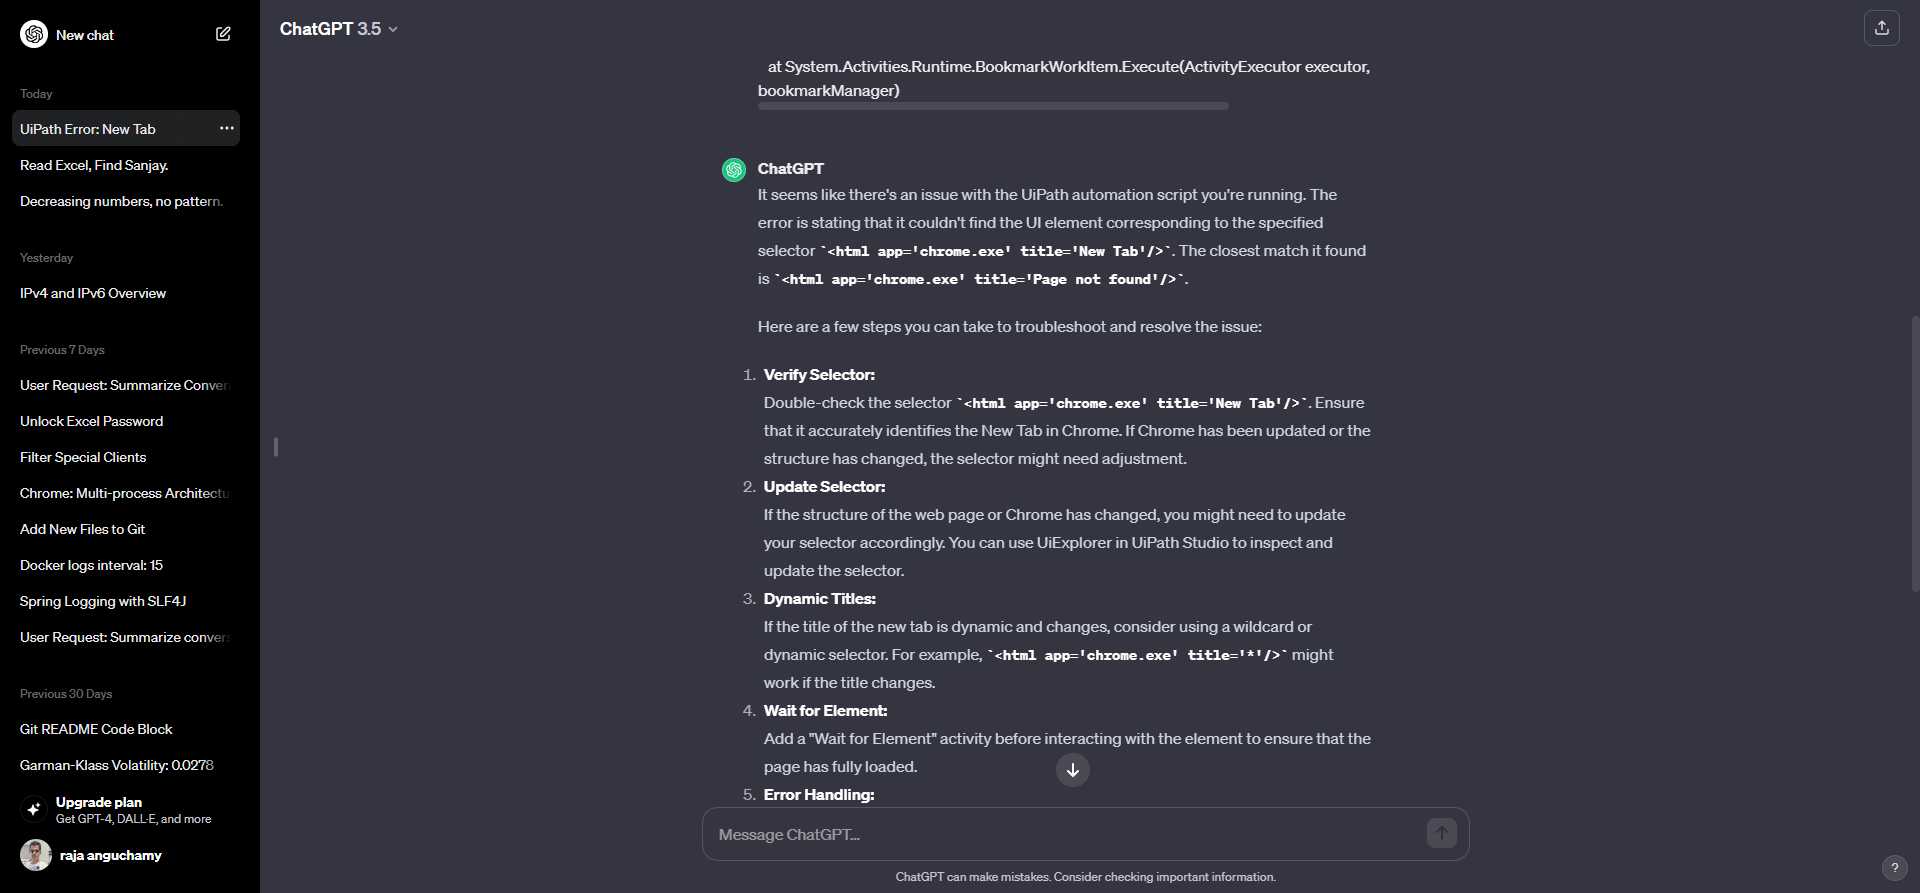 New chat
Today
UiPath Error: New Tab
Read Excel, Find Sanjay.
Decreasing numbers, no pattern.
Yesterday
IPv4 and IPv6 Overview
Previous 7 Days
User Request: Summarize Conver
Unlock Excel Password
Filter Special Clients
Chrome: Multi-process Architectu
Add New Files to Git
Docker logs interval: 15
Spring Logging with SLF4J
User Request: Summarize convers
Previous 30 Days
Git README Code Block
Garman-Klass Volatility: 0.0278
Upgrade plan
Get GPT-4, DALL·E, and more
raja anguchamy
ChatGPT 3.5
at System.Activities.Runtime.BookmarkWorkItem.Execute(ActivityExecutor executor,
bookmarkManager)
ChatGPT
It seems like there's an issue with the UiPath automation script you're running. The
error is stating that it couldn't find the UI element corresponding to the specified
selector `<html app='chrome.exe' title='New Tab'/>`. The closest match it found
is `<html app='chrome.exe' title='Page not found'/>`.
Here are a few steps you can take to troubleshoot and resolve the issue:
1. Verify Selector:
Double-check the selector `<html app='chrome.exe' title='New Tab'/>`. Ensure
that it accurately identifies the New Tab in Chrome. If Chrome has been updated or the
structure has changed, the selector might need adjustment.
2. Update Selector:
If the structure of the web page or Chrome has changed, you might need to update
your selector accordingly. You can use UiExplorer in UiPath Studio to inspect and
update the selector.
3. Dynamic Titles:
If the title of the new tab is dynamic and changes, consider using a wildcard or
dynamic selector. For example, `<html app='chrome.exe' title='*'/>` might
work if the title changes.
4. Wait for Element:
Add a "Wait for Element" activity before interacting with the element to ensure that the
page has fully loaded.
5. Error Handling:
Message ChatGPT...
ChatGPT can make mistakes. Consider checking important information.
?